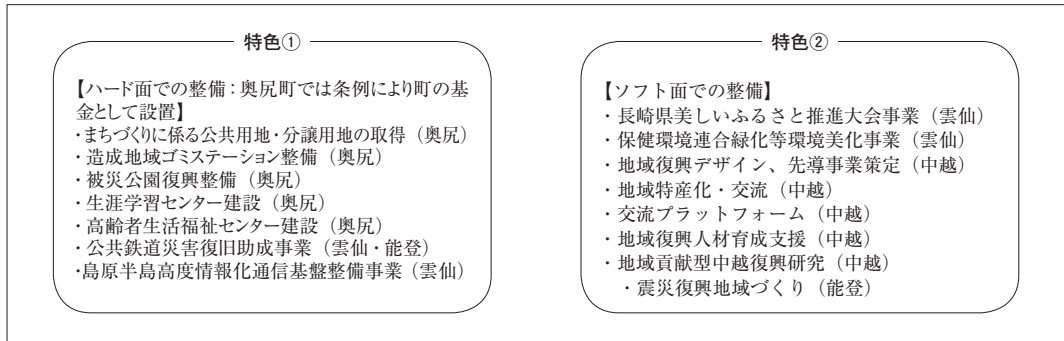 特色①
【ハード面での整備：奥尻町では条例により町の基
金として設置】
・まちづくりに係る公共用地・分譲用地の取得（奥尻）
・造成地域ゴミステーション整備（奥尻）
・被災公園復興整備（奥尻）
・生涯学習センター建設（奥尻）
・高齢者生活福祉センター建設（奥尻）
・公共鉄道災害復旧助成事業（雲仙・能登）
・島原半島高度情報化通信基盤整備事業（雲仙）
特色②
【ソフト面での整備】
・長崎県美しいふるさと推進大会事業（雲仙）
・保健環境連合緑化等環境美化事業（雲仙）
・地域復興デザイン、先導事業策定（中越）
・地域特産化・交流（中越）
・交流プラットフォーム（中越）
・地域復興人材育成支援（中越）
・地域貢献型中越復興研究（中越）
・震災復興地域づくり（能登）